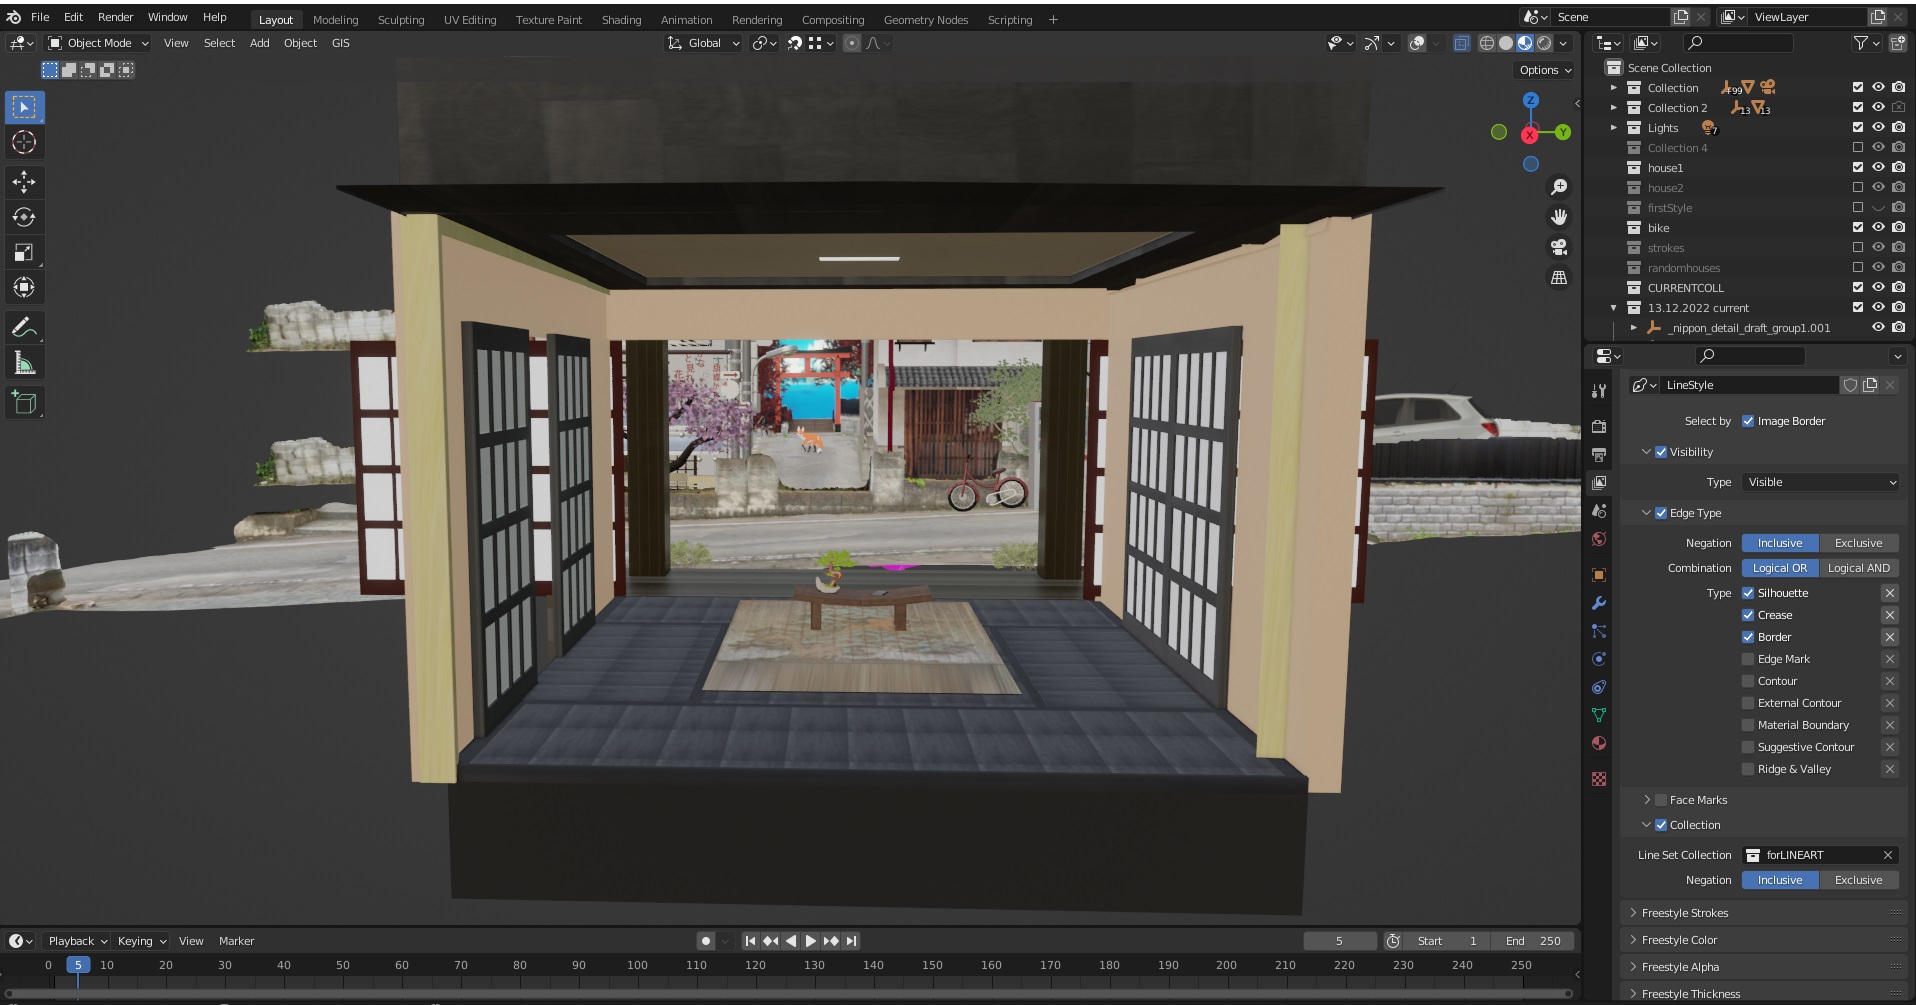 File Edit Render Window Help Layout Modeling Sculpting UV Editing Texture Paint Shading Animation Rendering Compositing Geometry Nodes Scripting + Scene ViewLayer
Object Mode View Select Add Object GIS Global
Options
Z
X
Y
Scene Collection
Collection 99
Collection 2 13 13
Lights 7
Collection 4
house1
house2
firstStyle
bike
strokes
randomhouses
CURRENTCOLL
13.12.2022 current
_nippon_detail_draft_group1.001
LineStyle
Select by Image Border
Visibility
Type Visible
Edge Type
Negation Inclusive Exclusive
Combination Logical OR Logical AND
Type Silhouette
Crease
Border
Edge Mark
Contour
External Contour
Material Boundary
Suggestive Contour
Ridge & Valley
Face Marks
Collection
Line Set Collection forLINEART
Negation Inclusive Exclusive
Freestyle Strokes
Freestyle Color
Freestyle Alpha
Freestyle Thickness
Playback Keying View Marker 5 Start 1 End 250
0 5 10 20 30 40 50 60 70 80 90 100 110 120 130 140 150 160 170 180 190 200 210 220 230 240 250